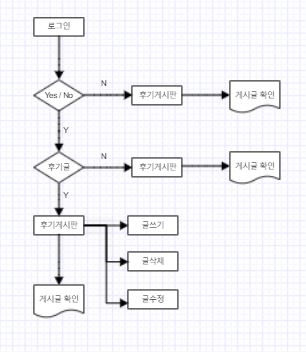 로그인
N
Yes / No
후기게시판
게시글 확인
Y
N
후기글
후기게시판
게시글 확인
Y
후기게시판
글쓰기
글삭제
게시글 확인
글수정